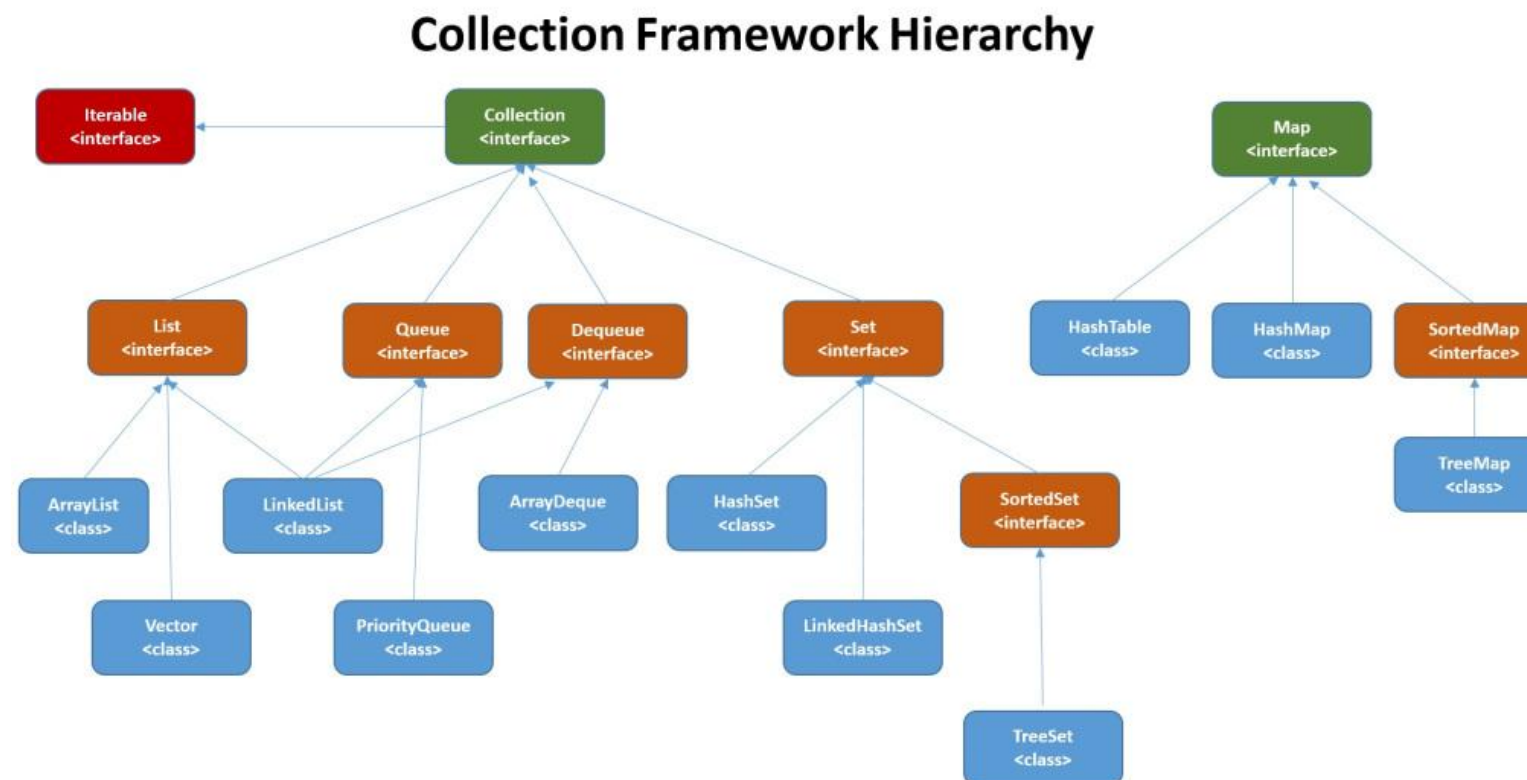 Collection Framework Hierarchy
Iterable
<interface>
Collection
<interface>
Map
<interface>
List
<interface>
Queue
<interface>
Dequeue
<interface>
Set
<interface>
HashTable
<class>
HashMap
<class>
SortedMap
<interface>
ArrayList
<class>
LinkedList
<class>
ArrayDeque
<class>
HashSet
<class>
SortedSet
<interface>
TreeMap
<class>
Vector
<class>
PriorityQueue
<class>
LinkedHashSet
<class>
TreeSet
<class>